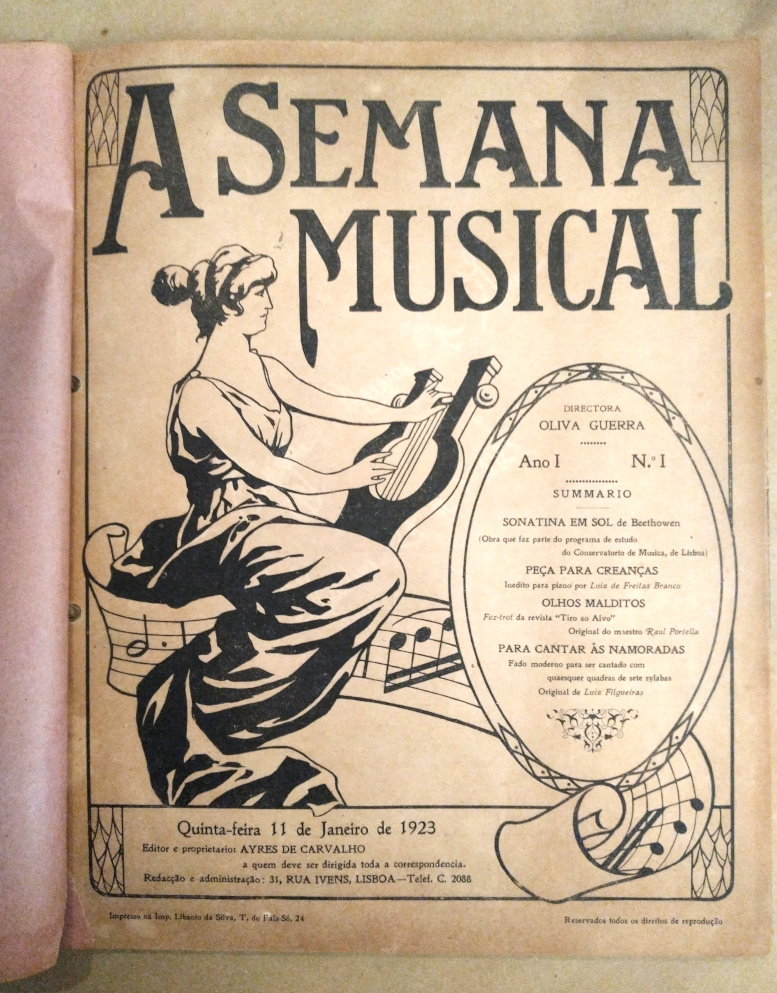 A SEMANA
MUSICAL
DIRECTORA
OLIVA GUERRA
Ano I N.º I
SUMMARIO
SONATINA EM SOL de Beethowen
(Obra que faz parte do programa de estudo
do Conservatorio de Musica, de Lisboa)
PEÇA PARA CREANÇAS
Inedito para piano por Luiz de Freitas Branco
OLHOS MALDITOS
Fox-trot da revista "Tiro ao Alvo"
Original do maestro Raul Portella
PARA CANTAR ÀS NAMORADAS
Fado moderno para ser cantado com
quaesquer quadras de sete sylabas
Original de Luiz Filgueiras
Quinta-feira 11 de Janeiro de 1923
Editor e proprietario: AYRES DE CARVALHO
a quem deve ser dirigida toda a correspondencia.
Redacção e administração: 31, RUA IVENS, LISBOA—Telef. C. 2088
Impresso na Imp. Libanio da Silva, T. do Fala-Só, 24
Reservados todos os direitos de reprodução